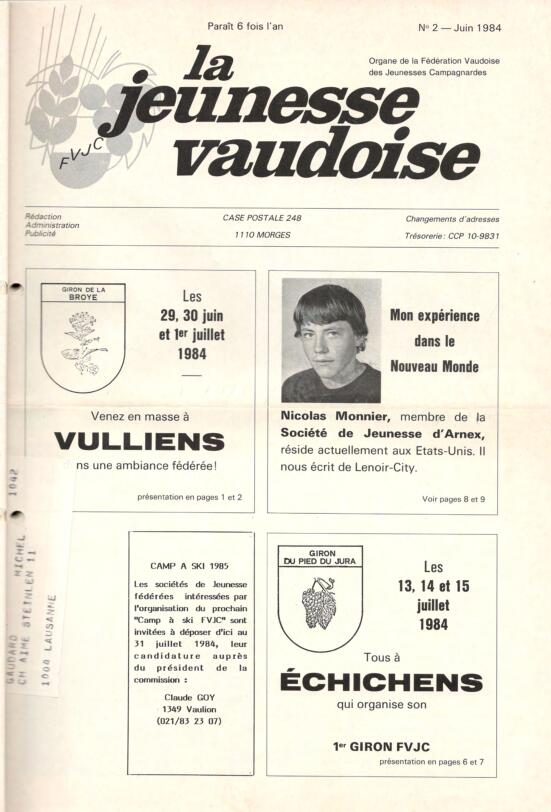 Paraît 6 fois l'an
N° 2 — Juin 1984
Organe de la Fédération Vaudoise
des Jeunesses Campagnardes
la
jeunesse
vaudoise
FVJC
Rédaction
Administration
Publicité
CASE POSTALE 248
1110 MORGES
Changements d'adresses
Trésorerie: CCP 10-9831
GIRON DE LA
BROYE
Les
29, 30 juin
et 1er juillet
1984
Venez en masse à
VULLIENS
ns une ambiance fédérée!
présentation en pages 1 et 2
Mon expérience
dans le
Nouveau Monde
Nicolas Monnier, membre de la
Société de Jeunesse d'Arnex,
réside actuellement aux Etats-Unis. Il
nous écrit de Lenoir-City.
Voir pages 8 et 9
1042
GAUDARD MICHEL
CH AIME STEINLEN 11
1004 LAUSANNE
CAMP A SKI 1985
Les sociétés de Jeunesse
fédérées intéressées par
l'organisation du prochain
"Camp à ski FVJC" sont
invitées à déposer d'ici au
31 juillet 1984, leur
candidature auprès
du président de la
commission :
Claude GOY
1349 Vaulion
(021/83 23 07)
GIRON
DU PIED DU JURA
Les
13, 14 et 15
juillet
1984
Tous à
ÉCHICHENS
qui organise son
1er GIRON FVJC
présentation en pages 6 et 7